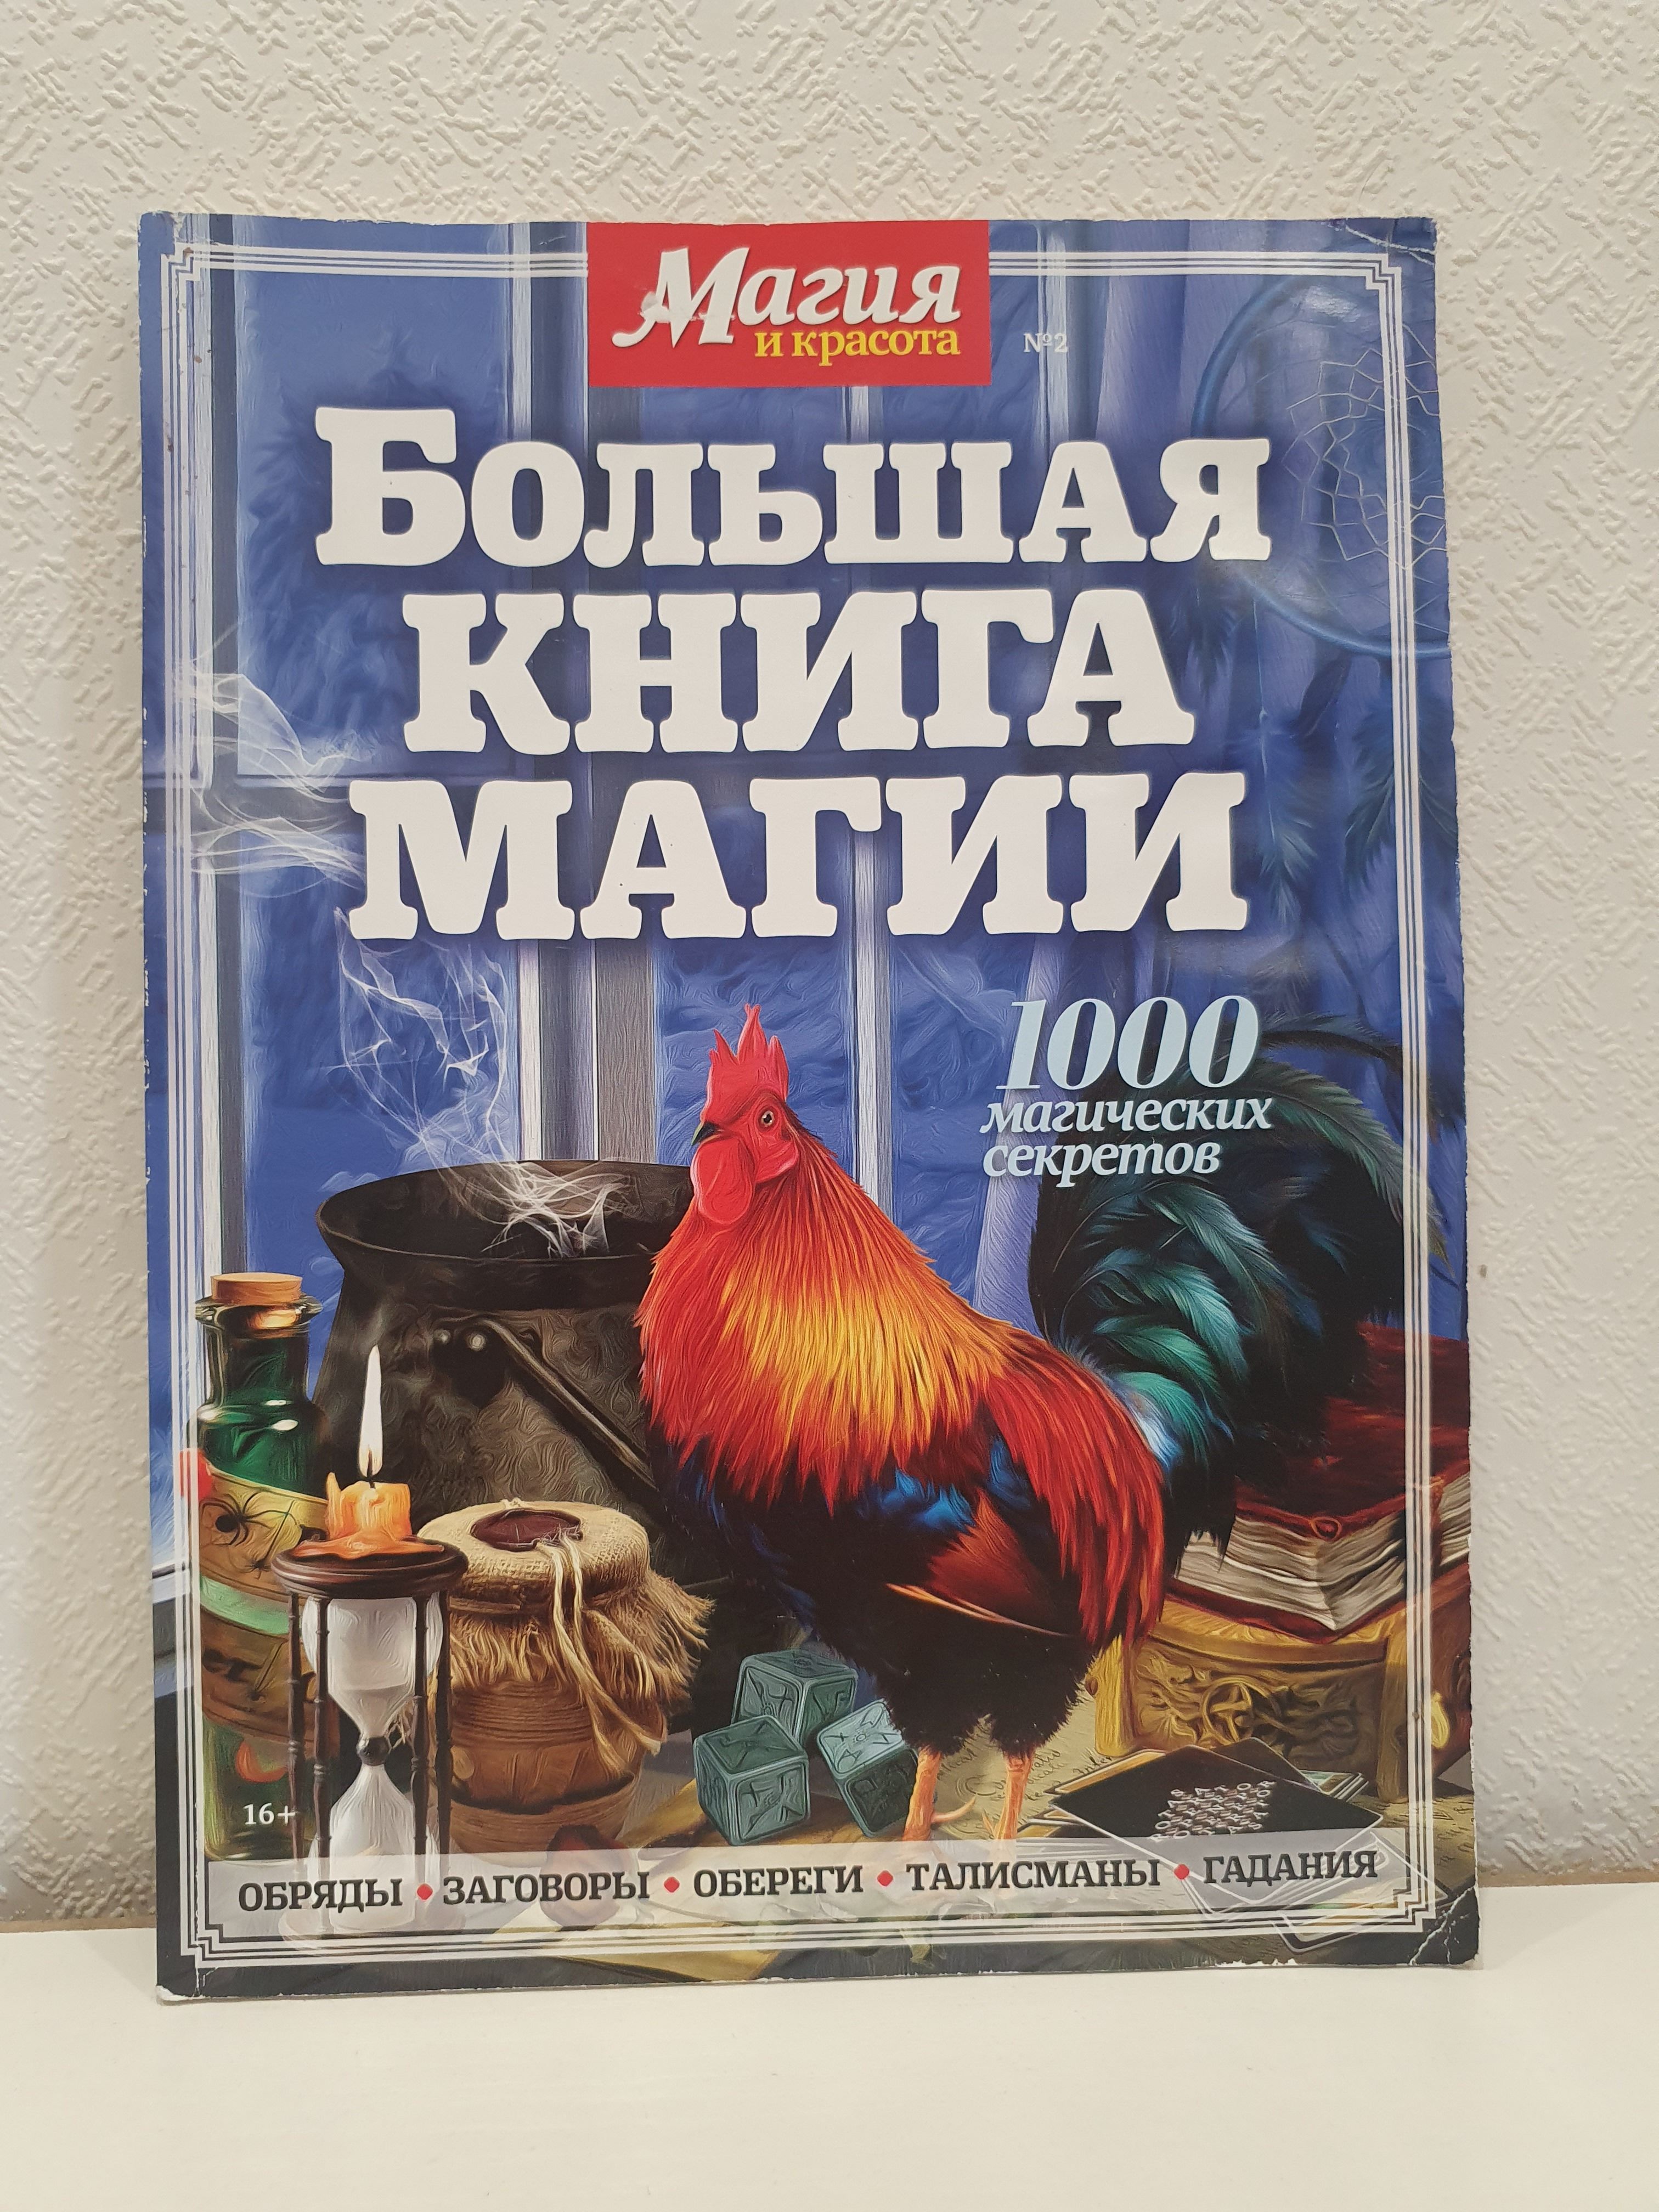 Магия
и красота
№2
Большая
книга
магии
1000
магических
секретов
16+
ОБРЯДЫ • ЗАГОВОРЫ • ОБЕРЕГИ • ТАЛИСМАНЫ • ГАДАНИЯ